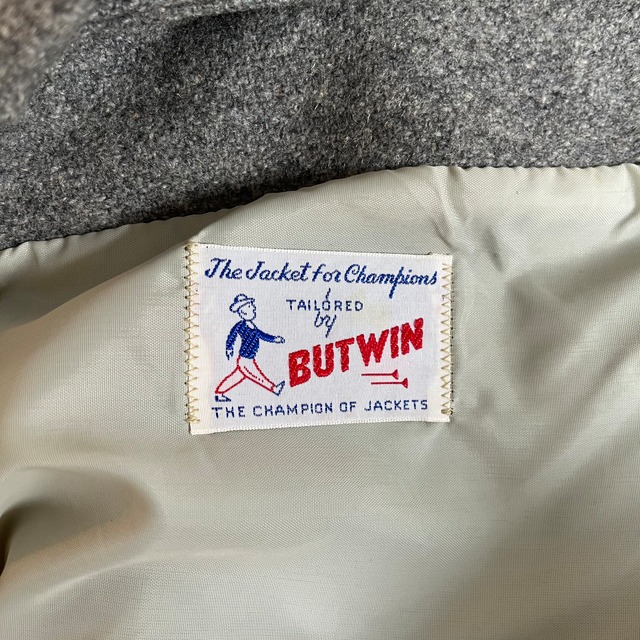 The Jacket for Champions
TAILORED
by
BUTWIN
THE CHAMPION OF JACKETS